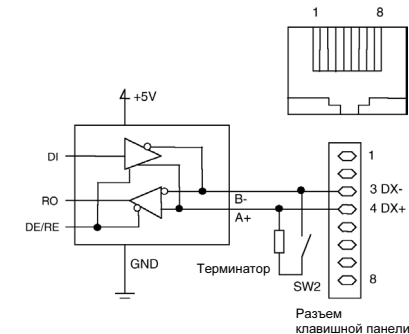 1 8
+5V
DI
RO
DE/RE
B-
A+
GND
1
3 DX-
4 DX+
8
Терминатор
SW2
Разъем
клавишной панели